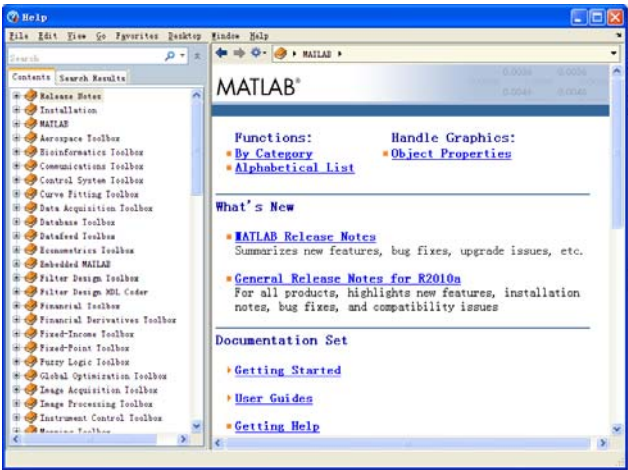 Help
File Edit View Go Favorites Desktop Window Help
Search
MATLAB
Contents Search Results
Release Notes
Installation
MATLAB
Aerospace Toolbox
Bioinformatics Toolbox
Communications Toolbox
Control System Toolbox
Curve Fitting Toolbox
Data Acquisition Toolbox
Database Toolbox
Datafeed Toolbox
Econometrics Toolbox
Embedded MATLAB
Filter Design Toolbox
Filter Design HDL Coder
Financial Toolbox
Financial Derivatives Toolbox
Fixed-Income Toolbox
Fixed-Point Toolbox
Fuzzy Logic Toolbox
Global Optimization Toolbox
Image Acquisition Toolbox
Image Processing Toolbox
Instrument Control Toolbox
Mapping Toolbox
MATLAB®
Functions:
By Category
Alphabetical List
Handle Graphics:
Object Properties
What's New
MATLAB Release Notes
Summarizes new features, bug fixes, upgrade issues, etc.
General Release Notes for R2010a
For all products, highlights new features, installation
notes, bug fixes, and compatibility issues
Documentation Set
Getting Started
User Guides
Getting Help